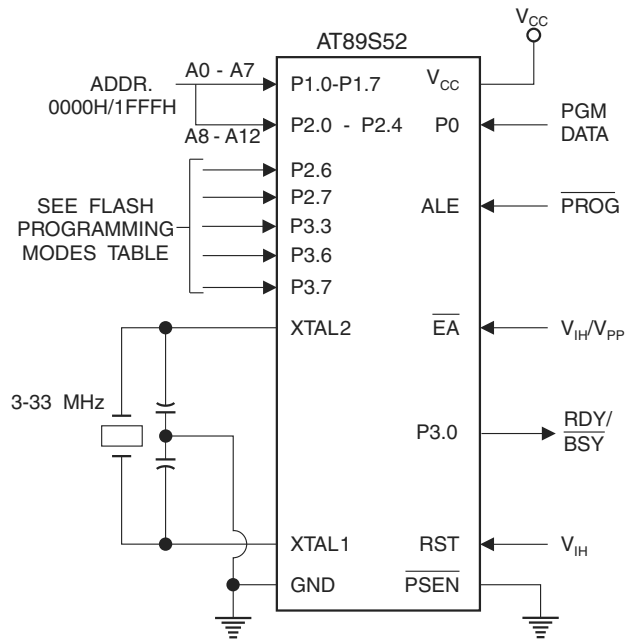 V_CC
AT89S52
ADDR.
0000H/1FFFH
A0 - A7
A8 - A12
SEE FLASH
PROGRAMMING
MODES TABLE
3-33 MHz
P1.0-P1.7
P2.0 - P2.4
P2.6
P2.7
P3.3
P3.6
P3.7
XTAL2
XTAL1
GND
V_CC
P0
ALE
EA
P3.0
RST
PSEN
PGM
DATA
PROG
V_IH/V_PP
RDY/
BSY
V_IH